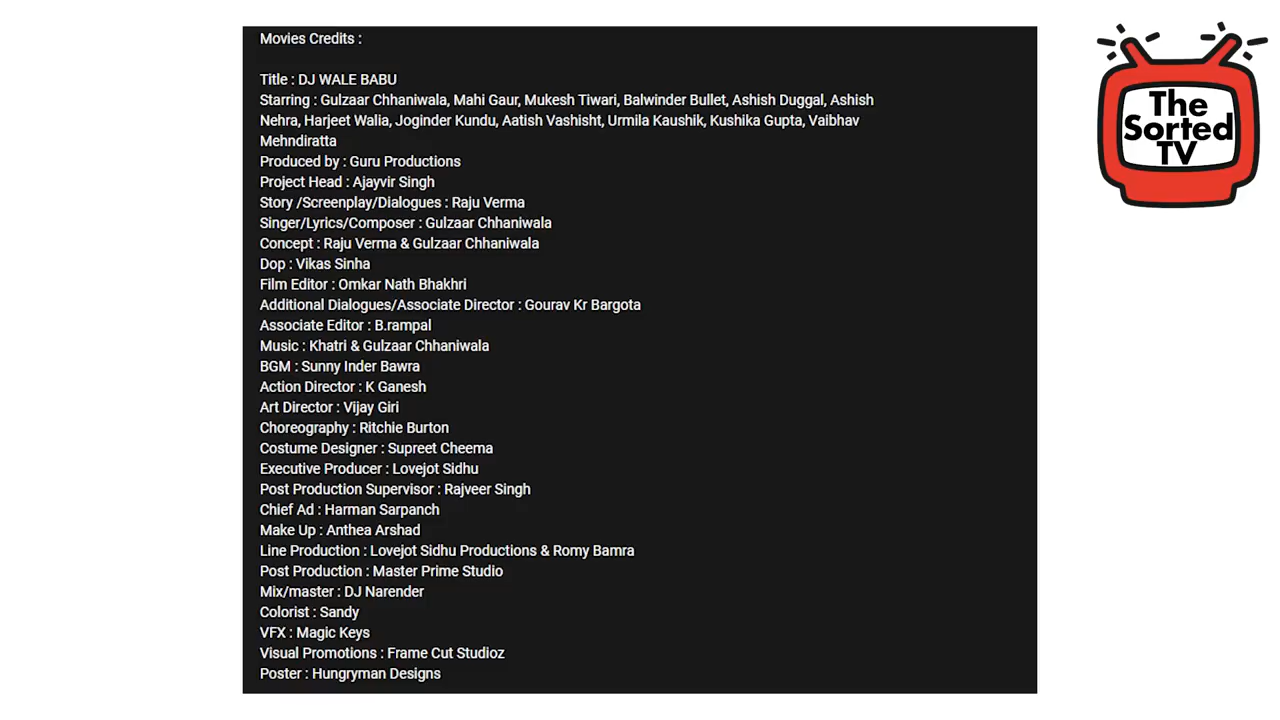 Movies Credits :
Title : DJ WALE BABU
Starring : Gulzaar Chhaniwala, Mahi Gaur, Mukesh Tiwari, Balwinder Bullet, Ashish Duggal, Ashish
Nehra, Harjeet Walia, Joginder Kundu, Aatish Vashisht, Urmila Kaushik, Kushika Gupta, Vaibhav
Mehndiratta
Produced by : Guru Productions
Project Head : Ajayvir Singh
Story /Screenplay/Dialogues : Raju Verma
Singer/Lyrics/Composer : Gulzaar Chhaniwala
Concept : Raju Verma & Gulzaar Chhaniwala
Dop : Vikas Sinha
Film Editor : Omkar Nath Bhakhri
Additional Dialogues/Associate Director : Gourav Kr Bargota
Associate Editor : B.rampal
Music : Khatri & Gulzaar Chhaniwala
BGM : Sunny Inder Bawra
Action Director : K Ganesh
Art Director : Vijay Giri
Choreography : Ritchie Burton
Costume Designer : Supreet Cheema
Executive Producer : Lovejot Sidhu
Post Production Supervisor : Rajveer Singh
Chief Ad : Harman Sarpanch
Make Up : Anthea Arshad
Line Production : Lovejot Sidhu Productions & Romy Bamra
Post Production : Master Prime Studio
Mix/master : DJ Narender
Colorist : Sandy
VFX : Magic Keys
Visual Promotions : Frame Cut Studioz
Poster : Hungryman Designs
The
Sorted
TV